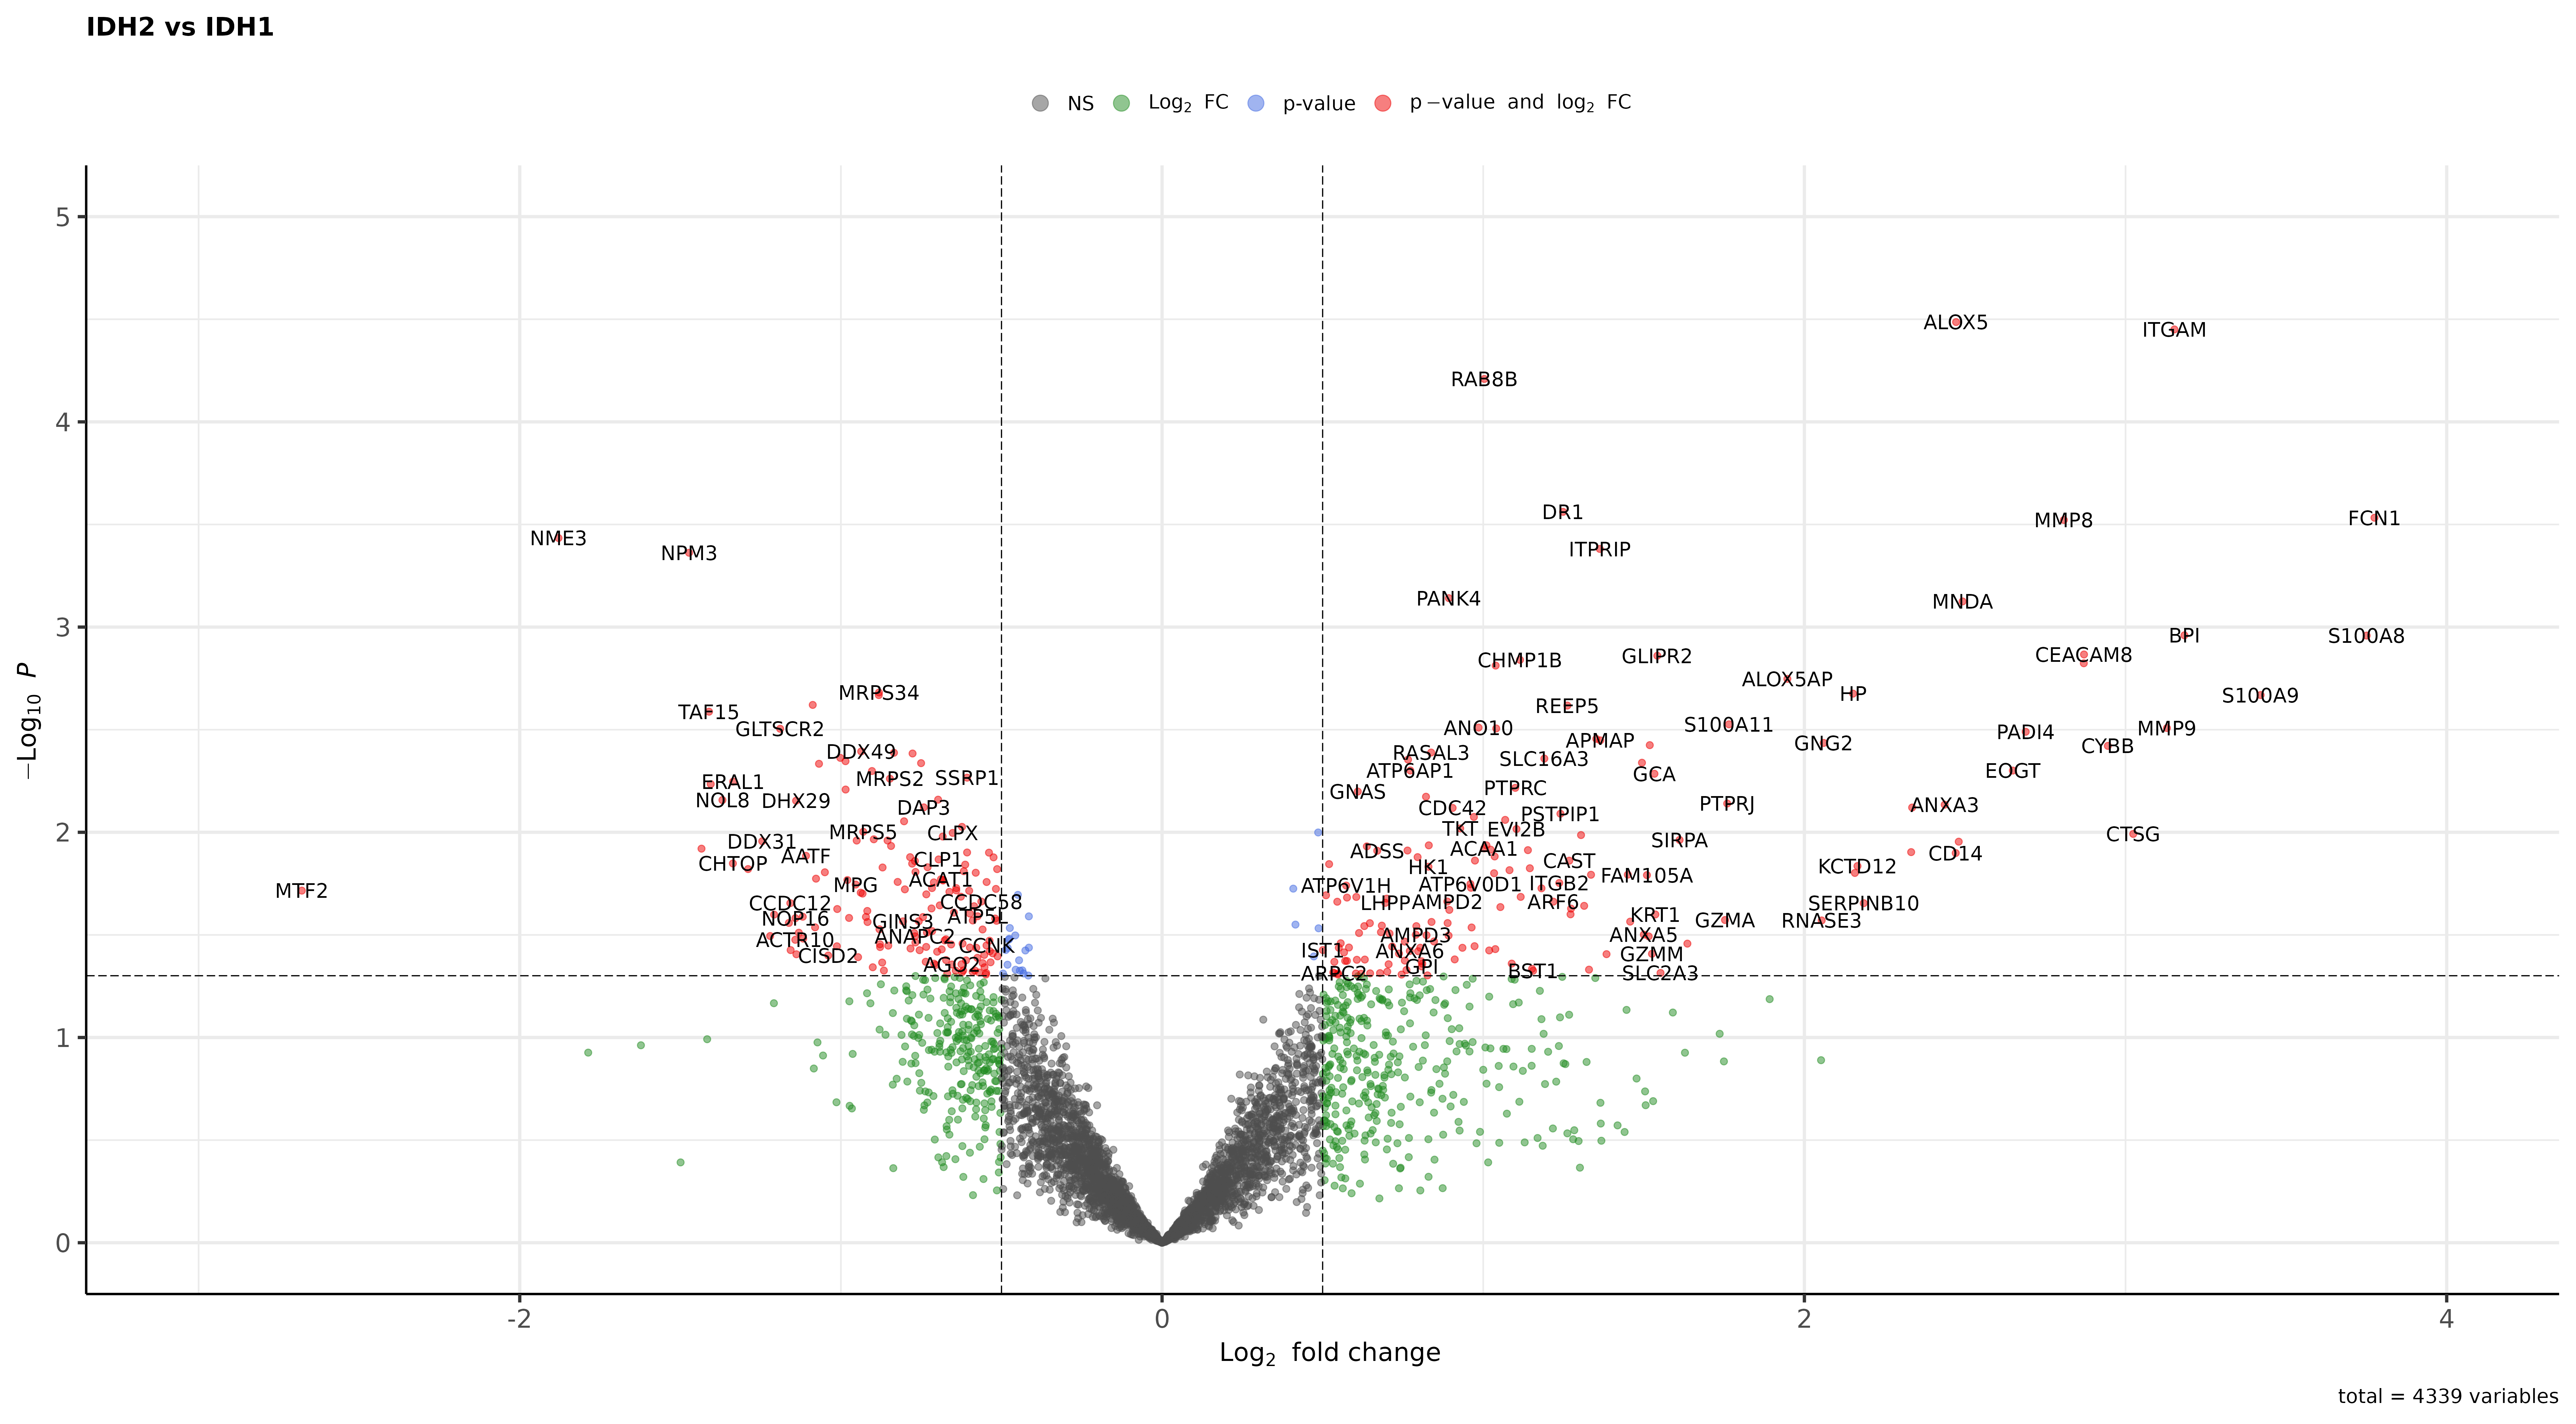 IDH2 vs IDH1
NS Log2 FC p-value p−value and log2 FC
5
4
3
2
1
0
−Log10 P
ALOX5
ITGAM
RAB8B
DR1
MMP8
FCN1
NME3
NPM3
ITPRIP
PANK4
MNDA
BPI
S100A8
CHMP1B
GLIPR2
CEACAM8
ALOX5AP
MRPS34
HP
S100A9
TAF15
REEP5
GLTSCR2
ANO10
S100A11
PADI4
MMP9
DDX49
RASAL3
APMAP
GNG2
CYBB
SLC16A3
ERAL1
MRPS2
SSRP1
ATP6AP1
GCA
EOGT
NOL8
DHX29
DAP3
GNAS
PTPRC
CDC42
PSTPIP1
PTPRJ
ANXA3
DDX31
MRPS5
CLPX
TKT
EVI2B
SIRPA
CTSG
CHTOP
AATF
CLP1
ADSS
ACAA1
CAST
CD14
HK1
KCTD12
MTF2
MPG
ACAT1
ATP6V1H
ATP6V0D1
ITGB2
FAM105A
CCDC12
CCDC58
LHPP
AMPD2
ARF6
SERPINB10
NOP16
GINS3
ATP5L
KRT1
GZMA
RNASE3
ACTR10
ANAPC2
CCNK
AMPD3
ANXA5
IST1
ANXA6
CISD2
GZMM
AGO2
ARPC2
GPI
BST1
SLC2A3
-2 0 2 4
Log2 fold change
total = 4339 variables